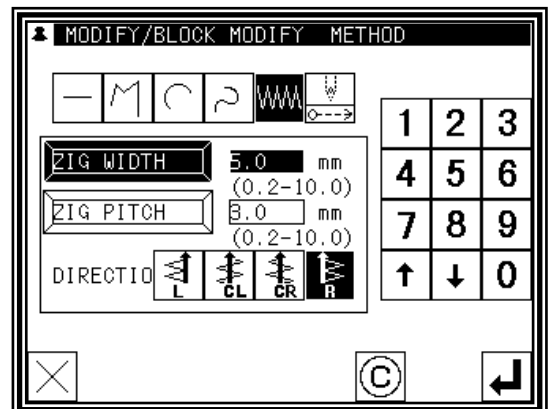 MODIFY/BLOCK MODIFY METHOD
1 2 3
ZIG WIDTH 5.0 mm
(0.2-10.0)
4 5 6
ZIG PITCH 3.0 mm
(0.2-10.0)
7 8 9
DIRECTIO L CL CR R
↑ ↓ 0
C